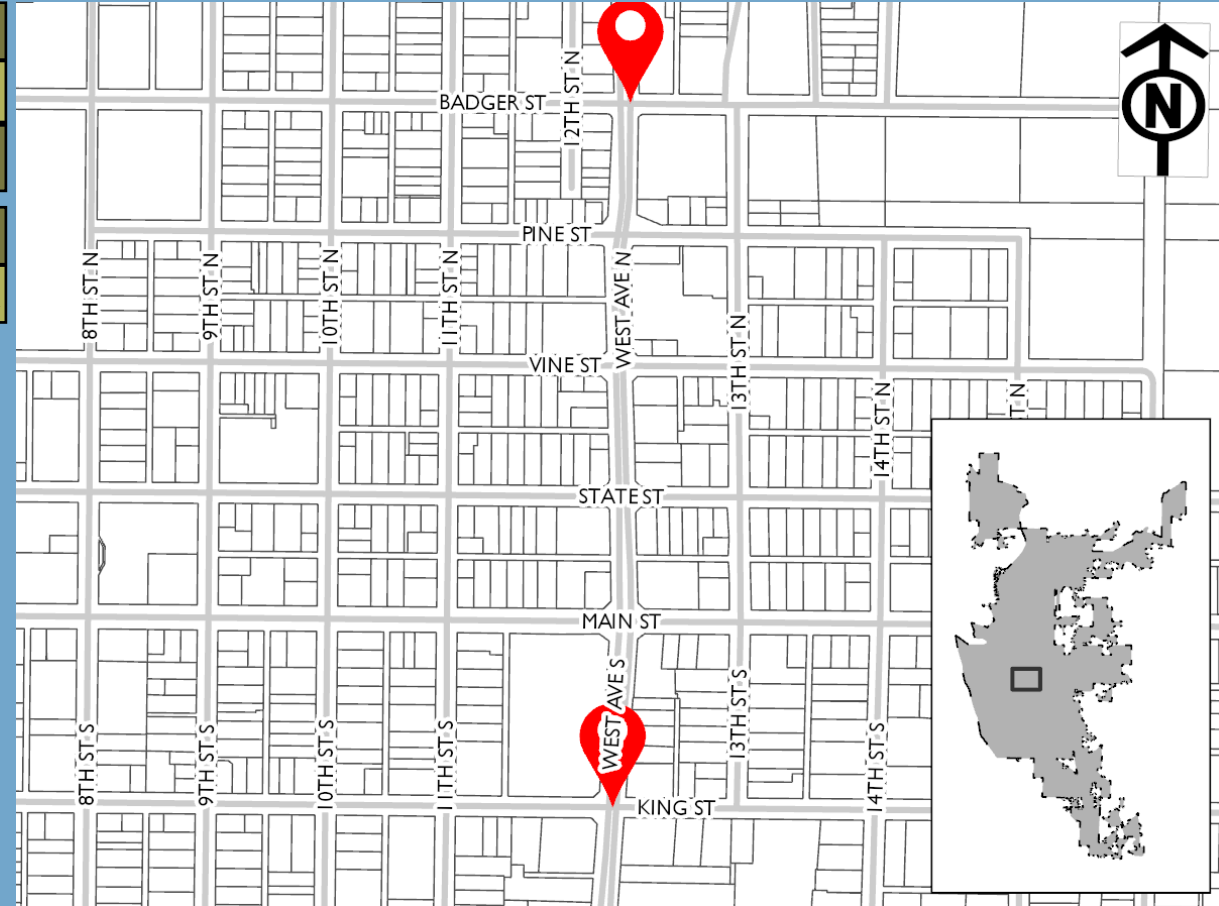 12TH ST N
BADGER ST
N
PINE ST
8TH ST N
9TH ST N
10TH ST N
11TH ST N
WEST AVE N
VINE ST
13TH ST N
14TH ST N
T N
STATE ST
MAIN ST
8TH ST S
9TH ST S
10TH ST S
11TH ST S
WEST AVE S
13TH ST S
14TH ST S
KING ST